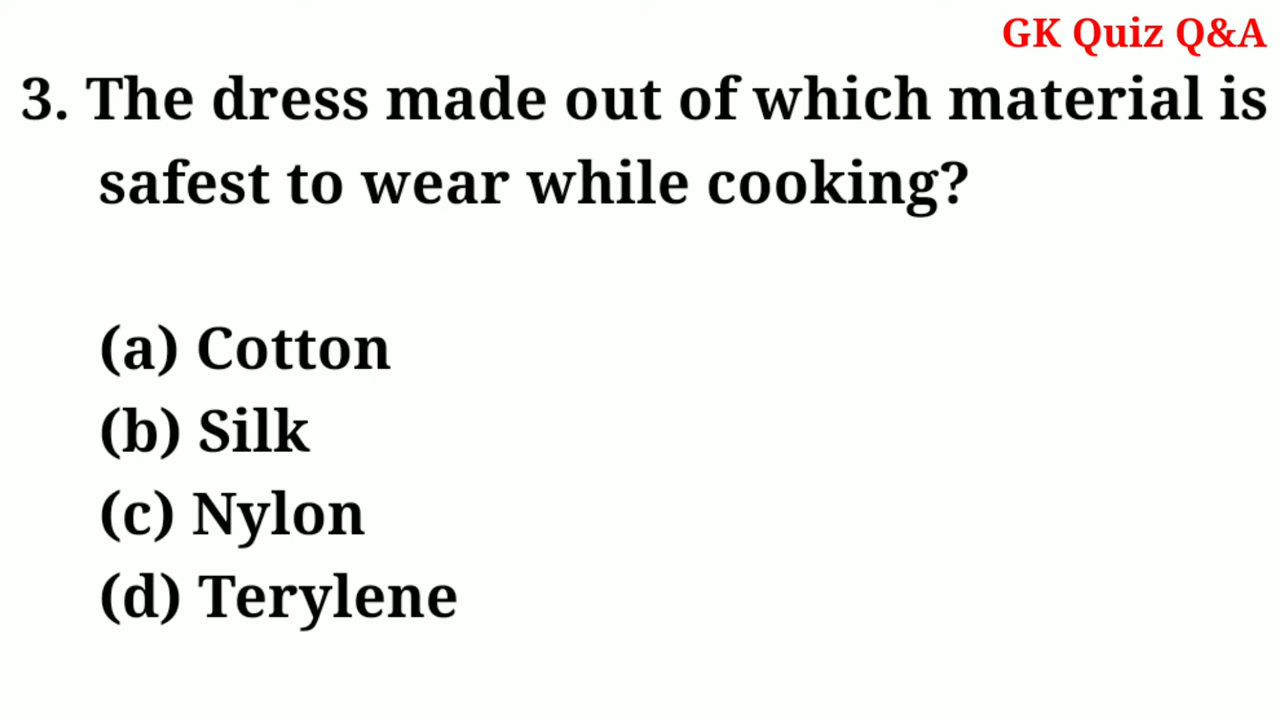 GK Quiz Q&A
3. The dress made out of which material is
safest to wear while cooking?
(a) Cotton
(b) Silk
(c) Nylon
(d) Terylene